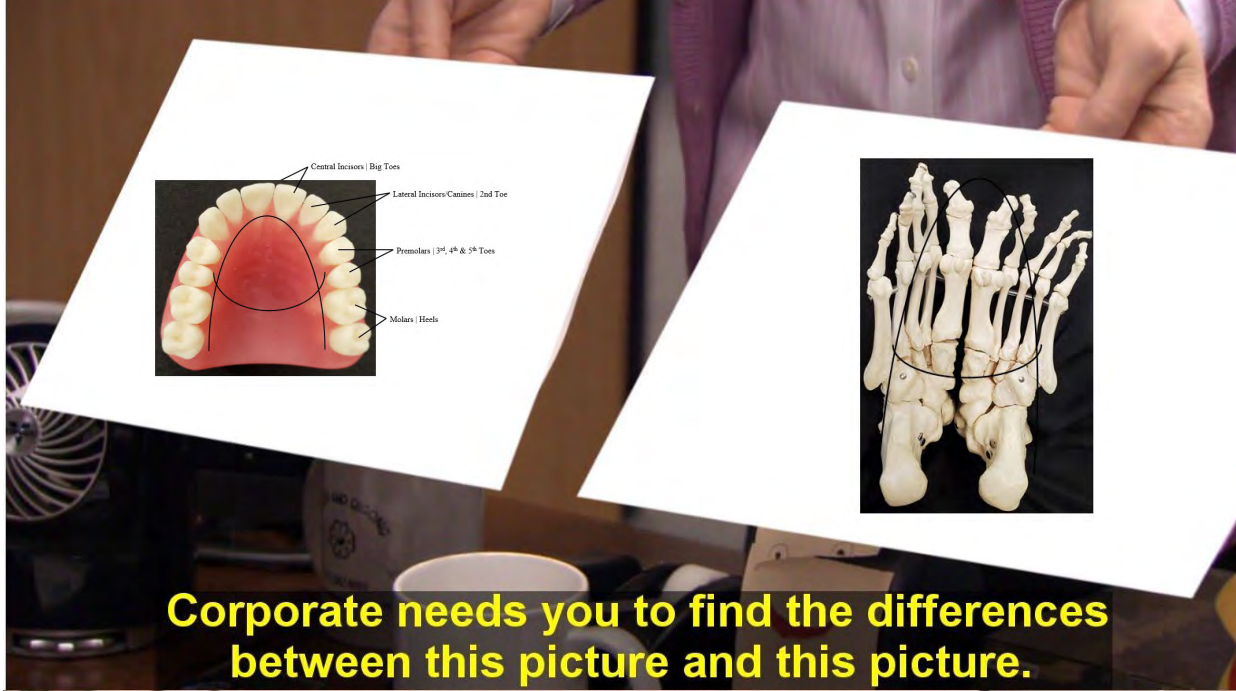 Central Incisors | Big Toes
Lateral Incisors/Canines | 2nd Toe
Premolars | 3rd, 4th & 5th Toes
Molars | Heels
Corporate needs you to find the differences
between this picture and this picture.